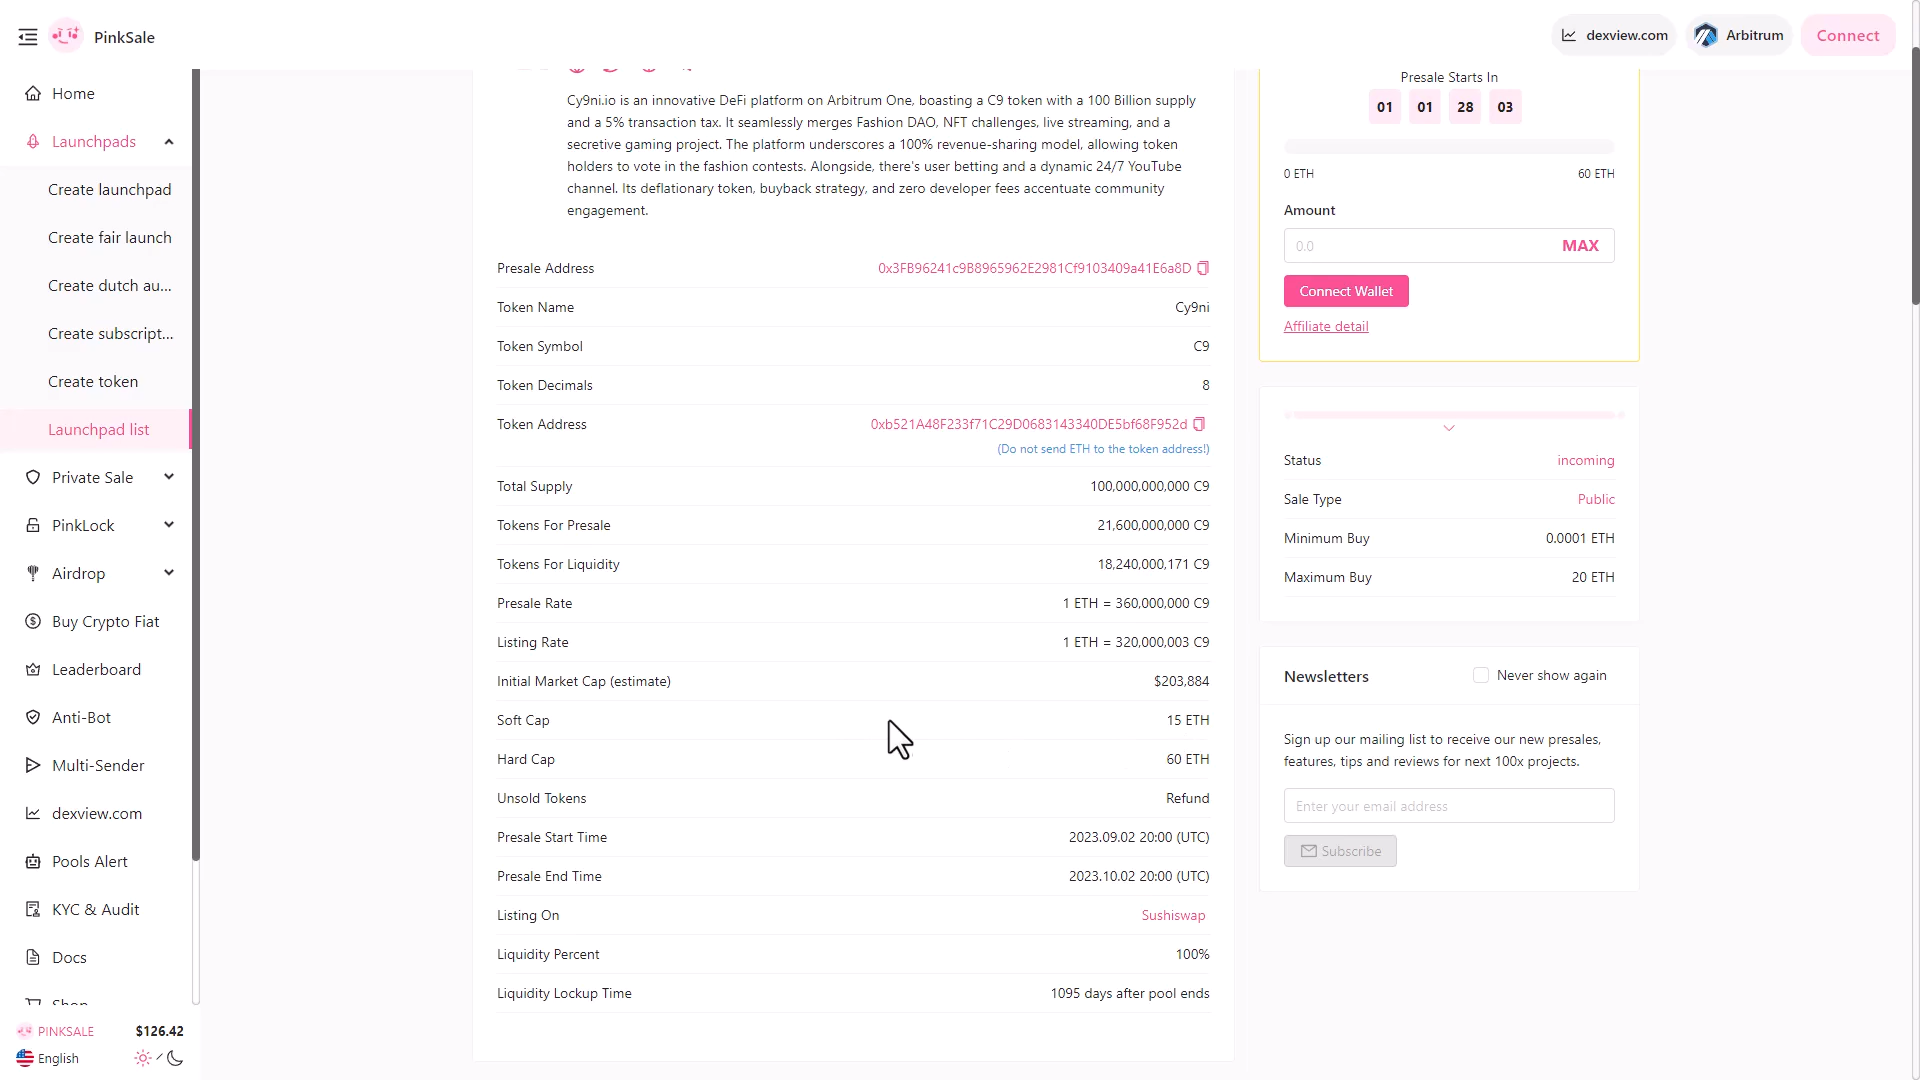 PinkSale
dexview.com
Arbitrum
Connect
Home
Launchpads
Create launchpad
Create fair launch
Create dutch au...
Create subscript...
Create token
Launchpad list
Private Sale
PinkLock
Airdrop
Buy Crypto Fiat
Leaderboard
Anti-Bot
Multi-Sender
dexview.com
Pools Alert
KYC & Audit
Docs
Shop
PINKSALE $126.42
English
Cy9ni.io is an innovative DeFi platform on Arbitrum One, boasting a C9 token with a 100 Billion supply
and a 5% transaction tax. It seamlessly merges Fashion DAO, NFT challenges, live streaming, and a
secretive gaming project. The platform underscores a 100% revenue-sharing model, allowing token
holders to vote in the fashion contests. Alongside, there's user betting and a dynamic 24/7 YouTube
channel. Its deflationary token, buyback strategy, and zero developer fees accentuate community
engagement.
Presale Address 0x3FB96241c9B8965962E2981Cf9103409a41E6a8D
Token Name Cy9ni
Token Symbol C9
Token Decimals 8
Token Address 0xb521A48F233f71C29D0683143340DE5bf68F952d
(Do not send ETH to the token address!)
Total Supply 100,000,000,000 C9
Tokens For Presale 21,600,000,000 C9
Tokens For Liquidity 18,240,000,171 C9
Presale Rate 1 ETH = 360,000,000 C9
Listing Rate 1 ETH = 320,000,003 C9
Initial Market Cap (estimate) $203,884
Soft Cap 15 ETH
Hard Cap 60 ETH
Unsold Tokens Refund
Presale Start Time 2023.09.02 20:00 (UTC)
Presale End Time 2023.10.02 20:00 (UTC)
Listing On Sushiswap
Liquidity Percent 100%
Liquidity Lockup Time 1095 days after pool ends
Presale Starts In
01 01 28 03
0 ETH 60 ETH
Amount
0.0 MAX
Connect Wallet
Affiliate detail
Status incoming
Sale Type Public
Minimum Buy 0.0001 ETH
Maximum Buy 20 ETH
Newsletters Never show again
Sign up our mailing list to receive our new presales,
features, tips and reviews for next 100x projects.
Enter your email address
Subscribe